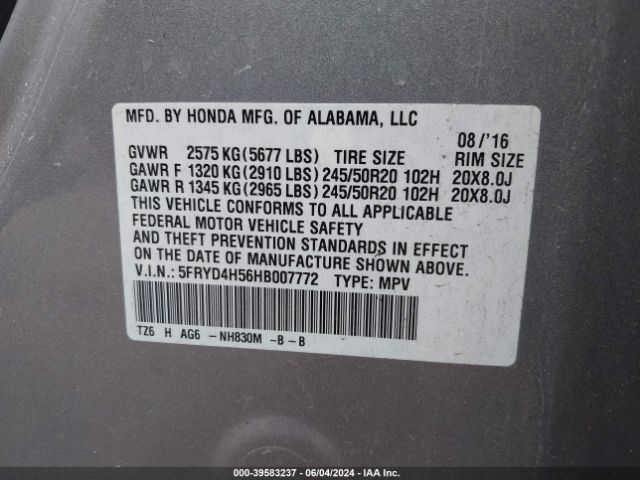 MFD. BY HONDA MFG. OF ALABAMA, LLC
08/'16
GVWR 2575 KG(5677 LBS) TIRE SIZE RIM SIZE
GAWR F 1320 KG(2910 LBS)245/50R20 102H 20X8.0J
GAWR R 1345 KG(2965 LBS)245/50R20 102H 20X8.0J
THIS VEHICLE CONFORMS TO ALL APPLICABLE
FEDERAL MOTOR VEHICLE SAFETY
AND THEFT PREVENTION STANDARDS IN EFFECT
ON THE DATE OF MANUFACTURE SHOWN ABOVE.
V.I.N.:5FRYD4H56HB007772 TYPE: MPV
TZ6 H AG6 -NH830M -B-B
000-39583237 - 06/04/2024 - IAA Inc.